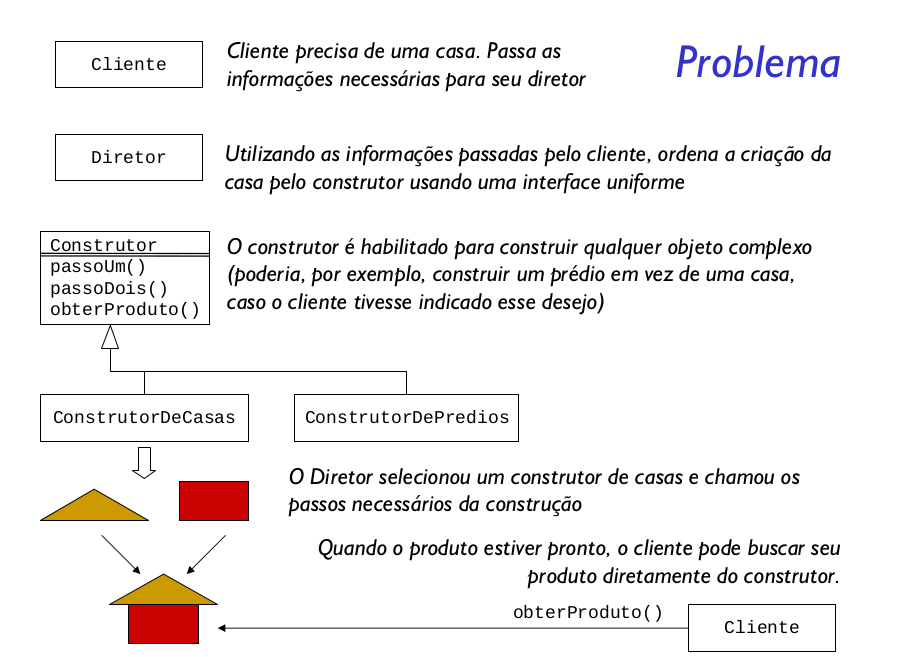 Problema
Cliente
Cliente precisa de uma casa. Passa as
informações necessárias para seu diretor
Diretor
Utilizando as informações passadas pelo cliente, ordena a criação da
casa pelo construtor usando uma interface uniforme
Construtor
passoUm()
passoDois()
obterProduto()
O construtor é habilitado para construir qualquer objeto complexo
(poderia, por exemplo, construir um prédio em vez de uma casa,
caso o cliente tivesse indicado esse desejo)
ConstrutorDeCasas
ConstrutorDePredios
O Diretor selecionou um construtor de casas e chamou os
passos necessários da construção
Quando o produto estiver pronto, o cliente pode buscar seu
produto diretamente do construtor.
obterProduto()
Cliente